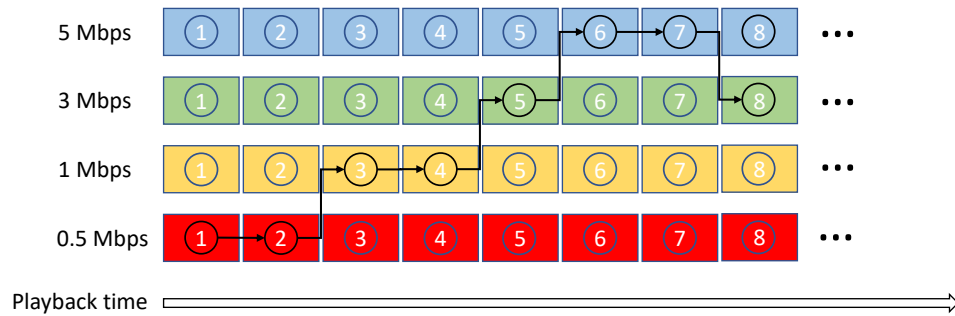 5 Mbps 1 2 3 4 5 6 7 8 •••
3 Mbps 1 2 3 4 5 6 7 8 •••
1 Mbps 1 2 3 4 5 6 7 8 •••
0.5 Mbps 1 2 3 4 5 6 7 8 •••
Playback time